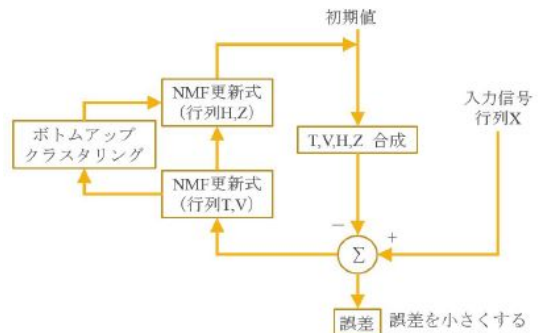 初期値
NMF更新式
(行列H,Z)
入力信号
行列X
ボトムアップ
クラスタリング
T,V,H,Z 合成
NMF更新式
(行列T,V)
−
+
Σ
誤差
誤差を小さくする